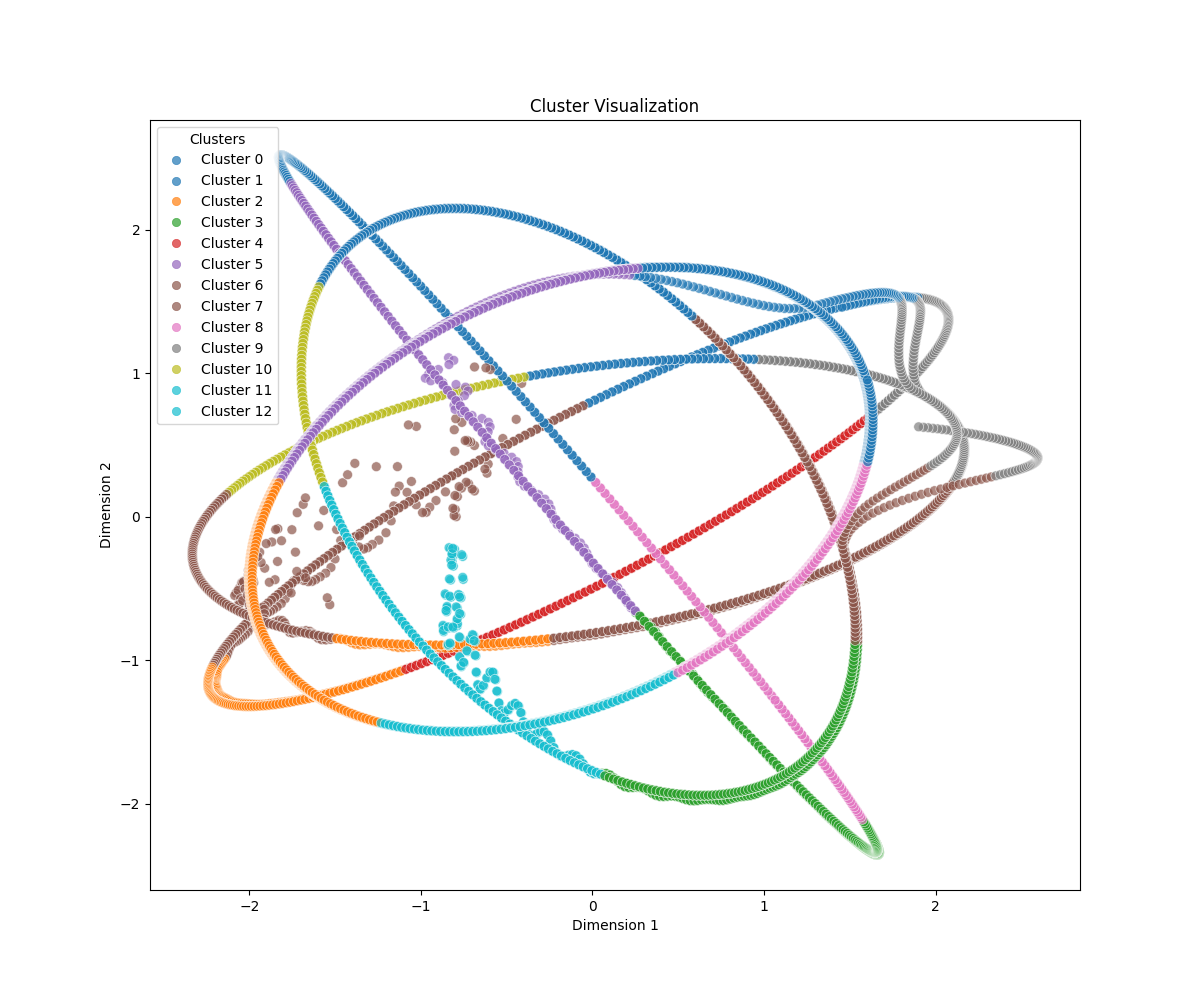 Cluster Visualization
Clusters
Cluster 0
Cluster 1
Cluster 2
Cluster 3
Cluster 4
Cluster 5
Cluster 6
Cluster 7
Cluster 8
Cluster 9
Cluster 10
Cluster 11
Cluster 12
2
1
0
−1
−2
Dimension 2
−2
−1
0
1
2
Dimension 1